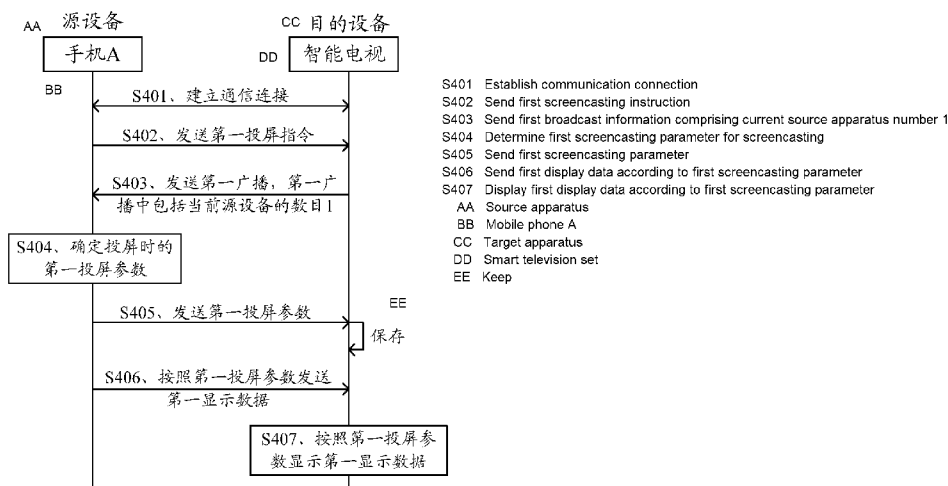 AA 源设备
CC 目的设备
手机A
DD 智能电视
BB
S401、建立通信连接
S402、发送第一投屏指令
S403、发送第一广播，第一广
播中包括当前源设备的数目1
S404、确定投屏时的
第一投屏参数
EE
S405、发送第一投屏参数
保存
S406、按照第一投屏参数发送
第一显示数据
S407、按照第一投屏参
数显示第一显示数据
S401 Establish communication connection
S402 Send first screencasting instruction
S403 Send first broadcast information comprising current source apparatus number 1
S404 Determine first screencasting parameter for screencasting
S405 Send first screencasting parameter
S406 Send first display data according to first screencasting parameter
S407 Display first display data according to first screencasting parameter
AA Source apparatus
BB Mobile phone A
CC Target apparatus
DD Smart television set
EE Keep